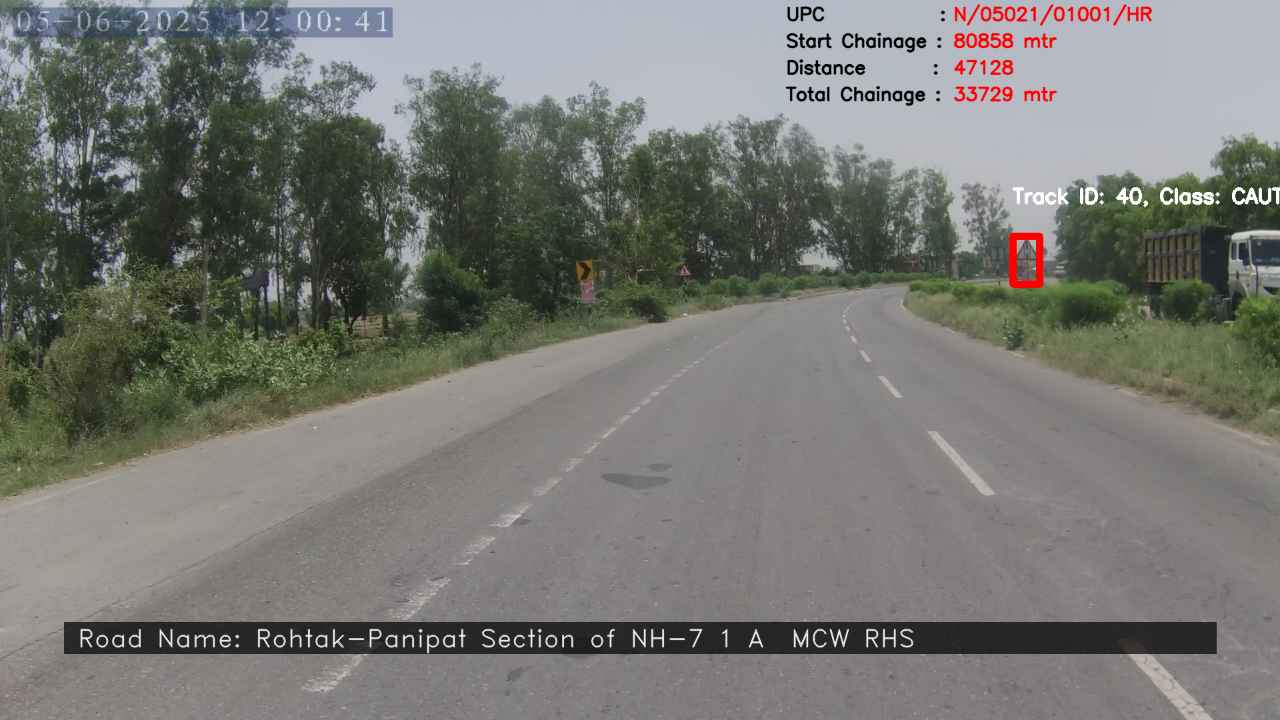 05-06-2025 12:00:41
UPC : N/05021/01001/HR
Start Chainage : 80858 mtr
Distance : 47128
Total Chainage : 33729 mtr
Track ID: 40, Class: CAUT
Road Name: Rohtak-Panipat Section of NH-7 1 A MCW RHS